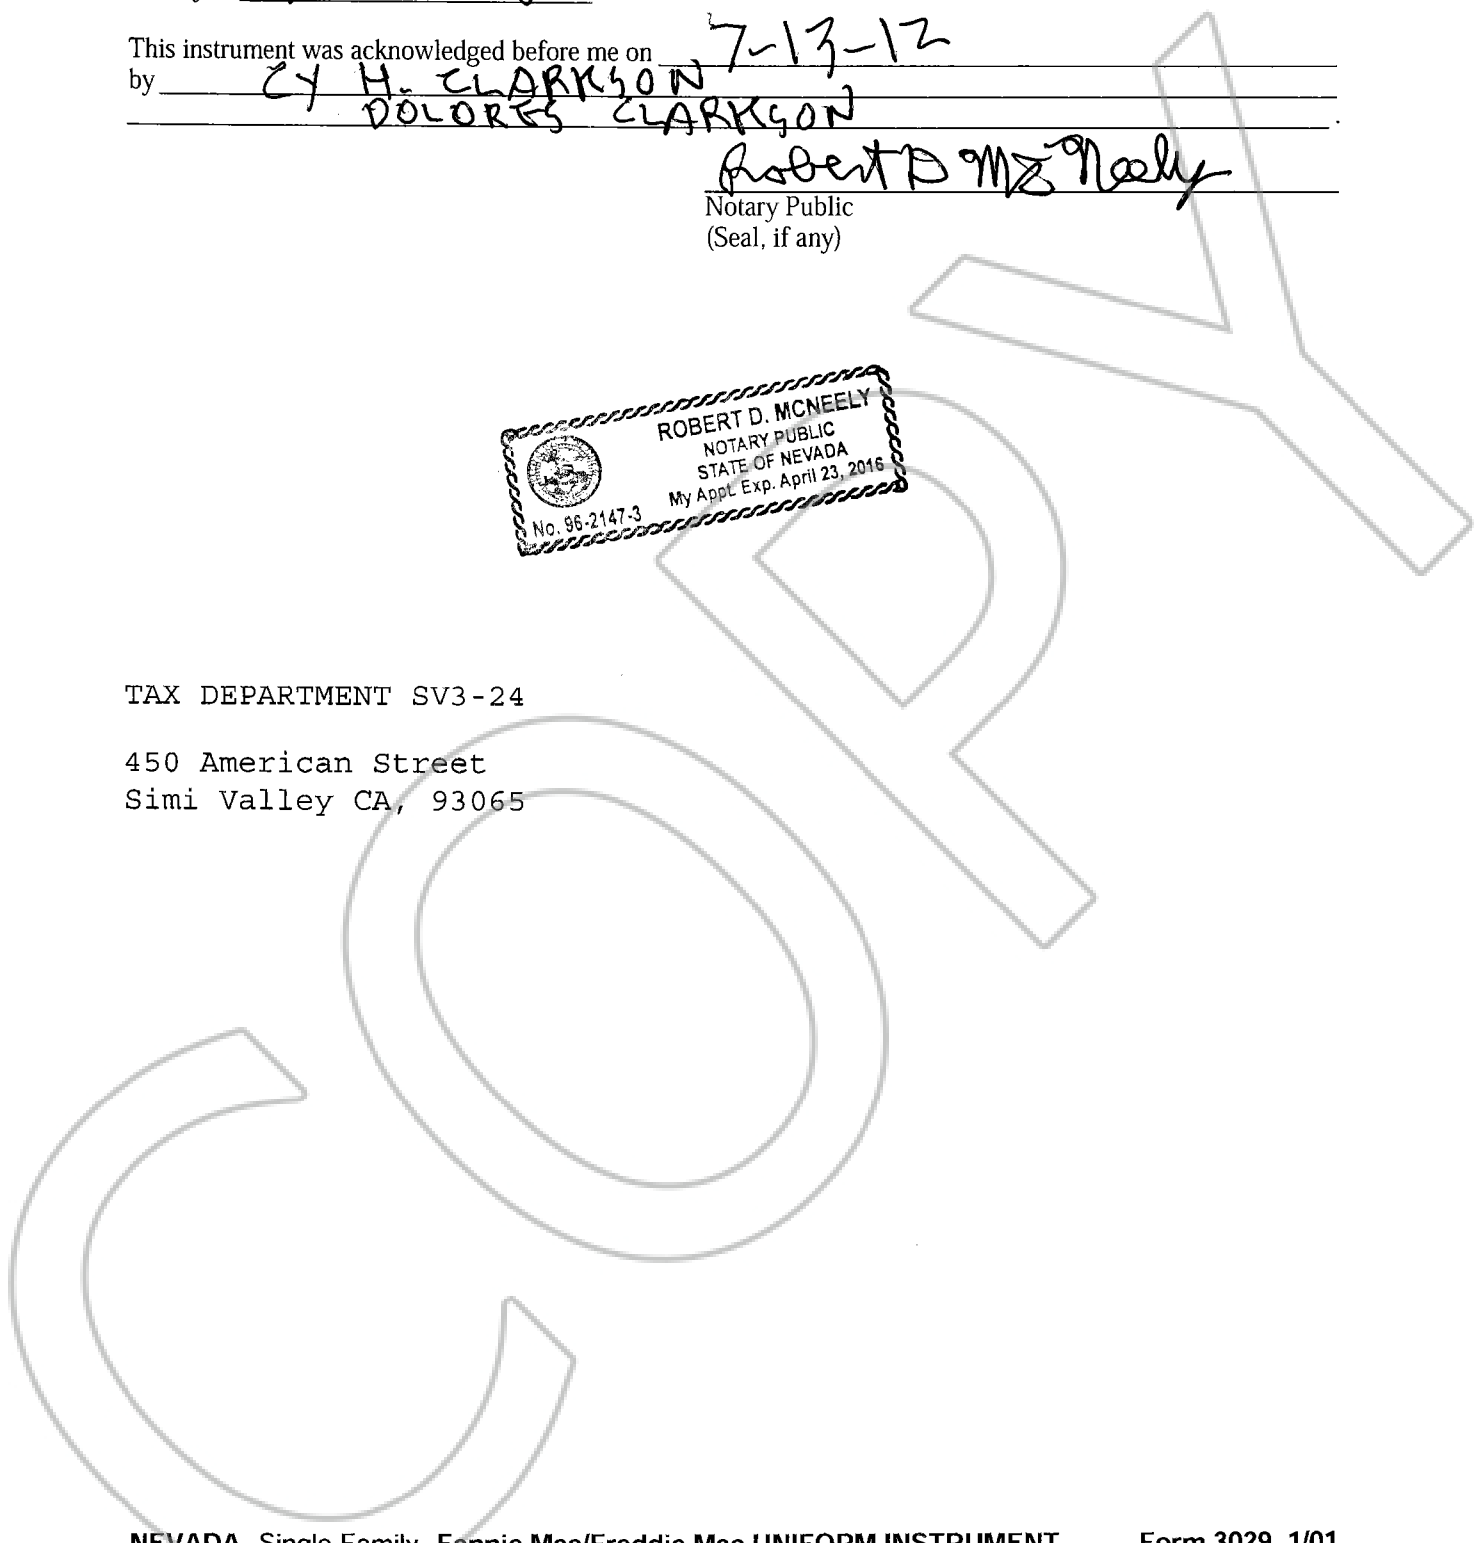 This instrument was acknowledged before me on 7-13-12
by CY H. CLARKSON
DOLORES CLARKSON
Robert D McNeely
Notary Public
(Seal, if any)
ROBERT D. MCNEELY
NOTARY PUBLIC
STATE OF NEVADA
My Appt. Exp. April 23, 2016
No. 96-2147-3
TAX DEPARTMENT SV3-24
450 American Street
Simi Valley CA, 93065
COPY
NEVADA Single Family Fannie Mae/Freddie Mac UNIFORM INSTRUMENT Form 3029 1/01